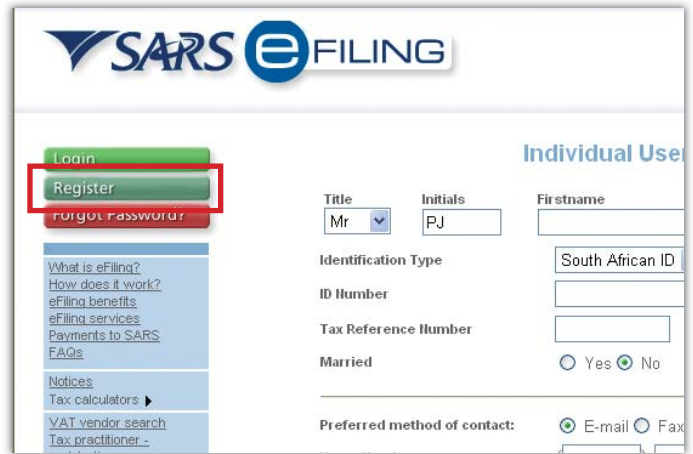 SARS eFILING
Login
Register
Forgot Password?
What is eFiling?
How does it work?
eFiling benefits
eFiling services
Payments to SARS
FAQs
Notices
Tax calculators
VAT vendor search
Tax practitioner -
Individual User
Title Initials Firstname
Mr PJ
Identification Type South African ID
ID Number
Tax Reference Number
Married Yes No
Preferred method of contact: E-mail Fax